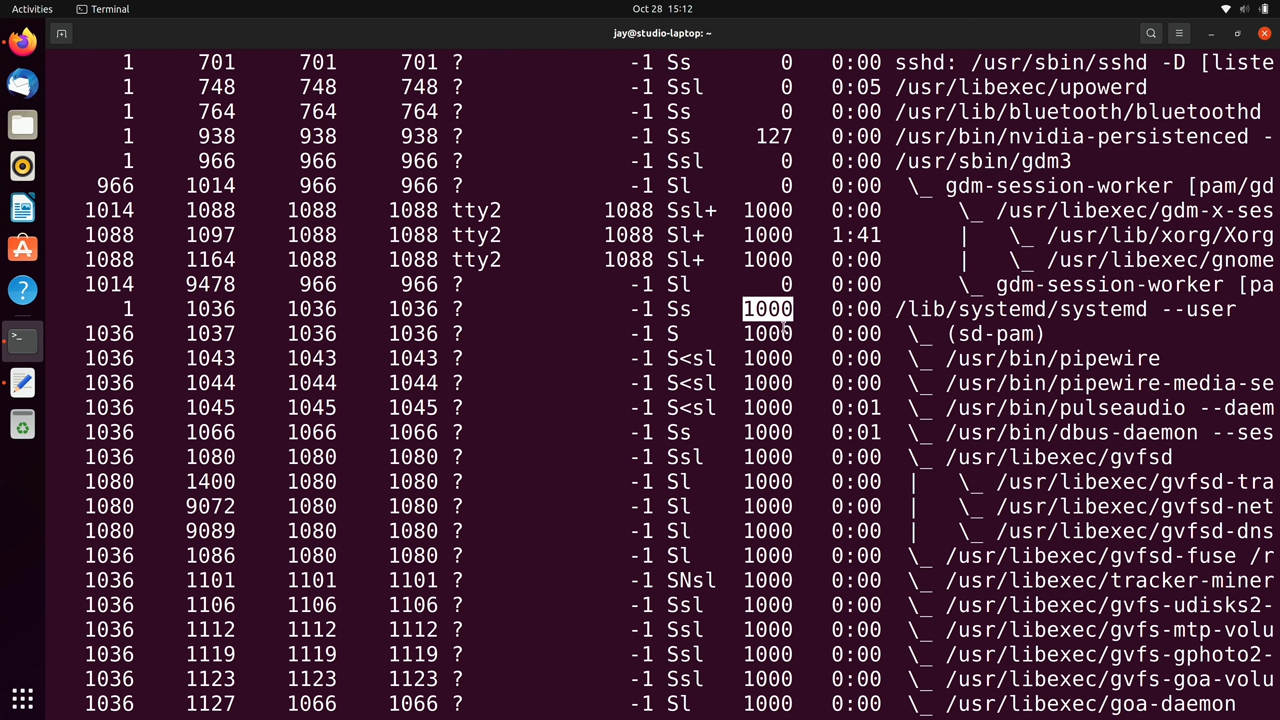 Activities Terminal Oct 28 15:12
jay@studio-laptop: ~
1 701 701 701 ? -1 Ss 0 0:00 sshd: /usr/sbin/sshd -D [liste
1 748 748 748 ? -1 Ssl 0 0:05 /usr/libexec/upowerd
1 764 764 764 ? -1 Ss 0 0:00 /usr/lib/bluetooth/bluetoothd
1 938 938 938 ? -1 Ss 127 0:00 /usr/bin/nvidia-persistenced -
1 966 966 966 ? -1 Ssl 0 0:00 /usr/sbin/gdm3
966 1014 966 966 ? -1 Sl 0 0:00 \_ gdm-session-worker [pam/gd
1014 1088 1088 1088 tty2 1088 Ssl+ 1000 0:00 \_ /usr/libexec/gdm-x-ses
1088 1097 1088 1088 tty2 1088 Sl+ 1000 1:41 | \_ /usr/lib/xorg/Xorg
1088 1164 1088 1088 tty2 1088 Sl+ 1000 0:00 | \_ /usr/libexec/gnome
1014 9478 966 966 ? -1 Sl 0 0:00 \_ gdm-session-worker [pa
1 1036 1036 1036 ? -1 Ss 1000 0:00 /lib/systemd/systemd --user
1036 1037 1036 1036 ? -1 S 1000 0:00 \_ (sd-pam)
1036 1043 1043 1043 ? -1 S<sl 1000 0:00 \_ /usr/bin/pipewire
1036 1044 1044 1044 ? -1 S<sl 1000 0:00 \_ /usr/bin/pipewire-media-se
1036 1045 1045 1045 ? -1 S<sl 1000 0:01 \_ /usr/bin/pulseaudio --daem
1036 1066 1066 1066 ? -1 Ss 1000 0:01 \_ /usr/bin/dbus-daemon --ses
1036 1080 1080 1080 ? -1 Ssl 1000 0:00 \_ /usr/libexec/gvfsd
1080 1400 1080 1080 ? -1 Sl 1000 0:00 | \_ /usr/libexec/gvfsd-tra
1080 9072 1080 1080 ? -1 Sl 1000 0:00 | \_ /usr/libexec/gvfsd-net
1080 9089 1080 1080 ? -1 Sl 1000 0:00 | \_ /usr/libexec/gvfsd-dns
1036 1086 1080 1080 ? -1 Sl 1000 0:00 \_ /usr/libexec/gvfsd-fuse /r
1036 1101 1101 1101 ? -1 SNsl 1000 0:00 \_ /usr/libexec/tracker-miner
1036 1106 1106 1106 ? -1 Ssl 1000 0:00 \_ /usr/libexec/gvfs-udisks2-
1036 1112 1112 1112 ? -1 Ssl 1000 0:00 \_ /usr/libexec/gvfs-mtp-volu
1036 1119 1119 1119 ? -1 Ssl 1000 0:00 \_ /usr/libexec/gvfs-gphoto2-
1036 1123 1123 1123 ? -1 Ssl 1000 0:00 \_ /usr/libexec/gvfs-goa-volu
1036 1127 1066 1066 ? -1 Sl 1000 0:00 \_ /usr/libexec/goa-daemon